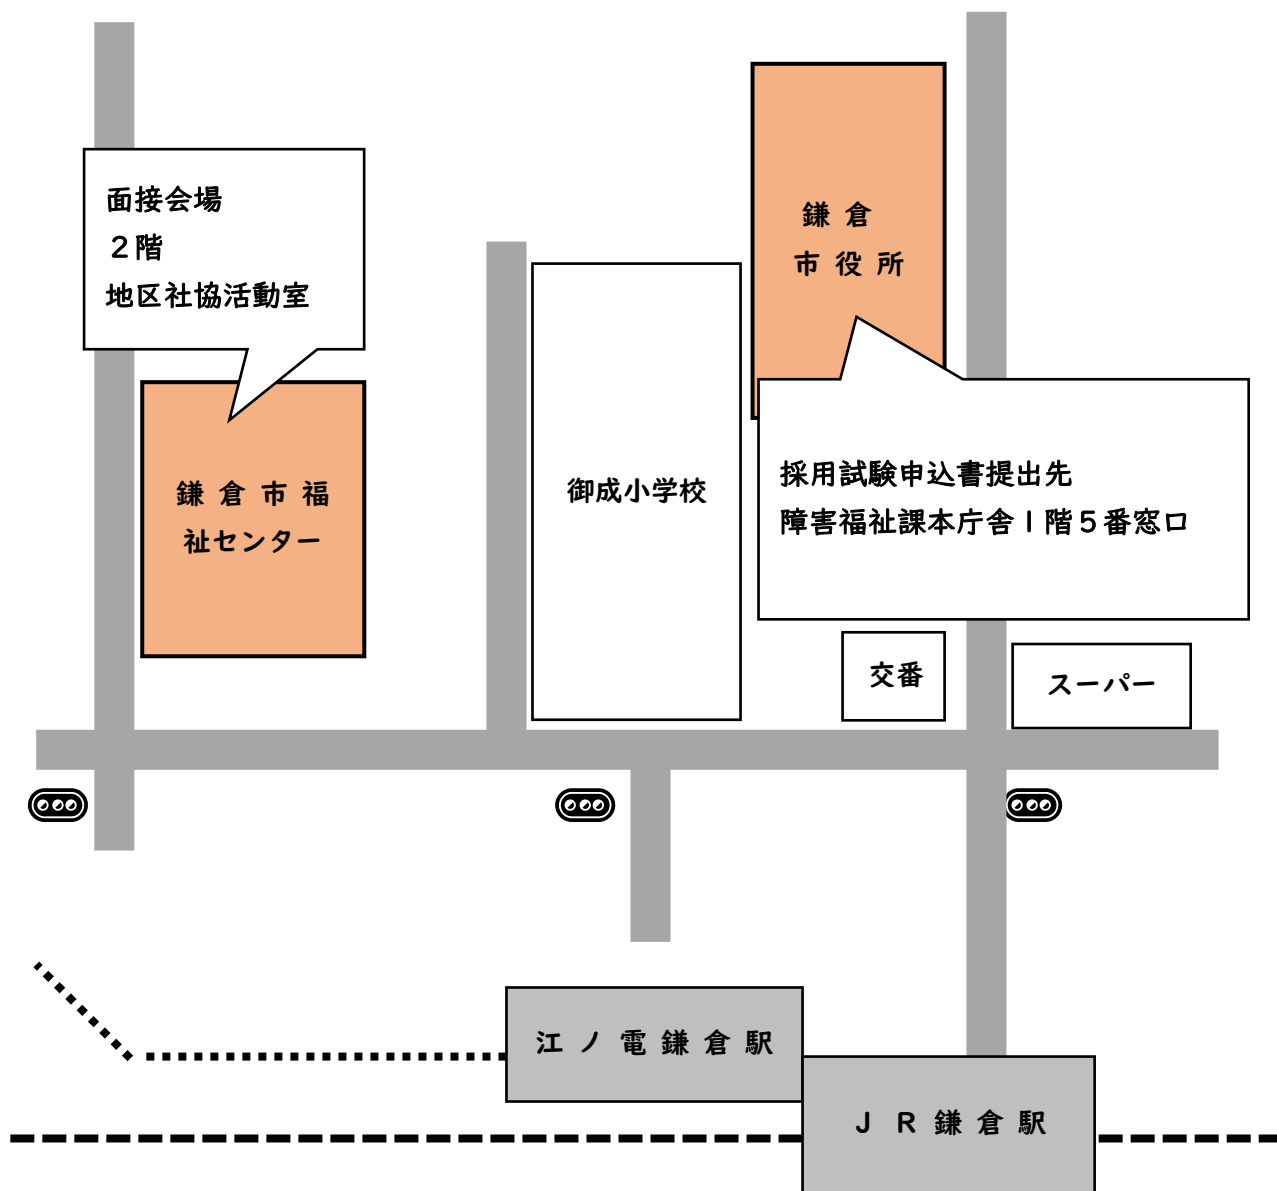 面接会場
２階
地区社協活動室
鎌倉
市役所
鎌倉市福
祉センター
御成小学校
採用試験申込書提出先
障害福祉課本庁舎１階５番窓口
交番
スーパー
江ノ電鎌倉駅
ＪＲ鎌倉駅